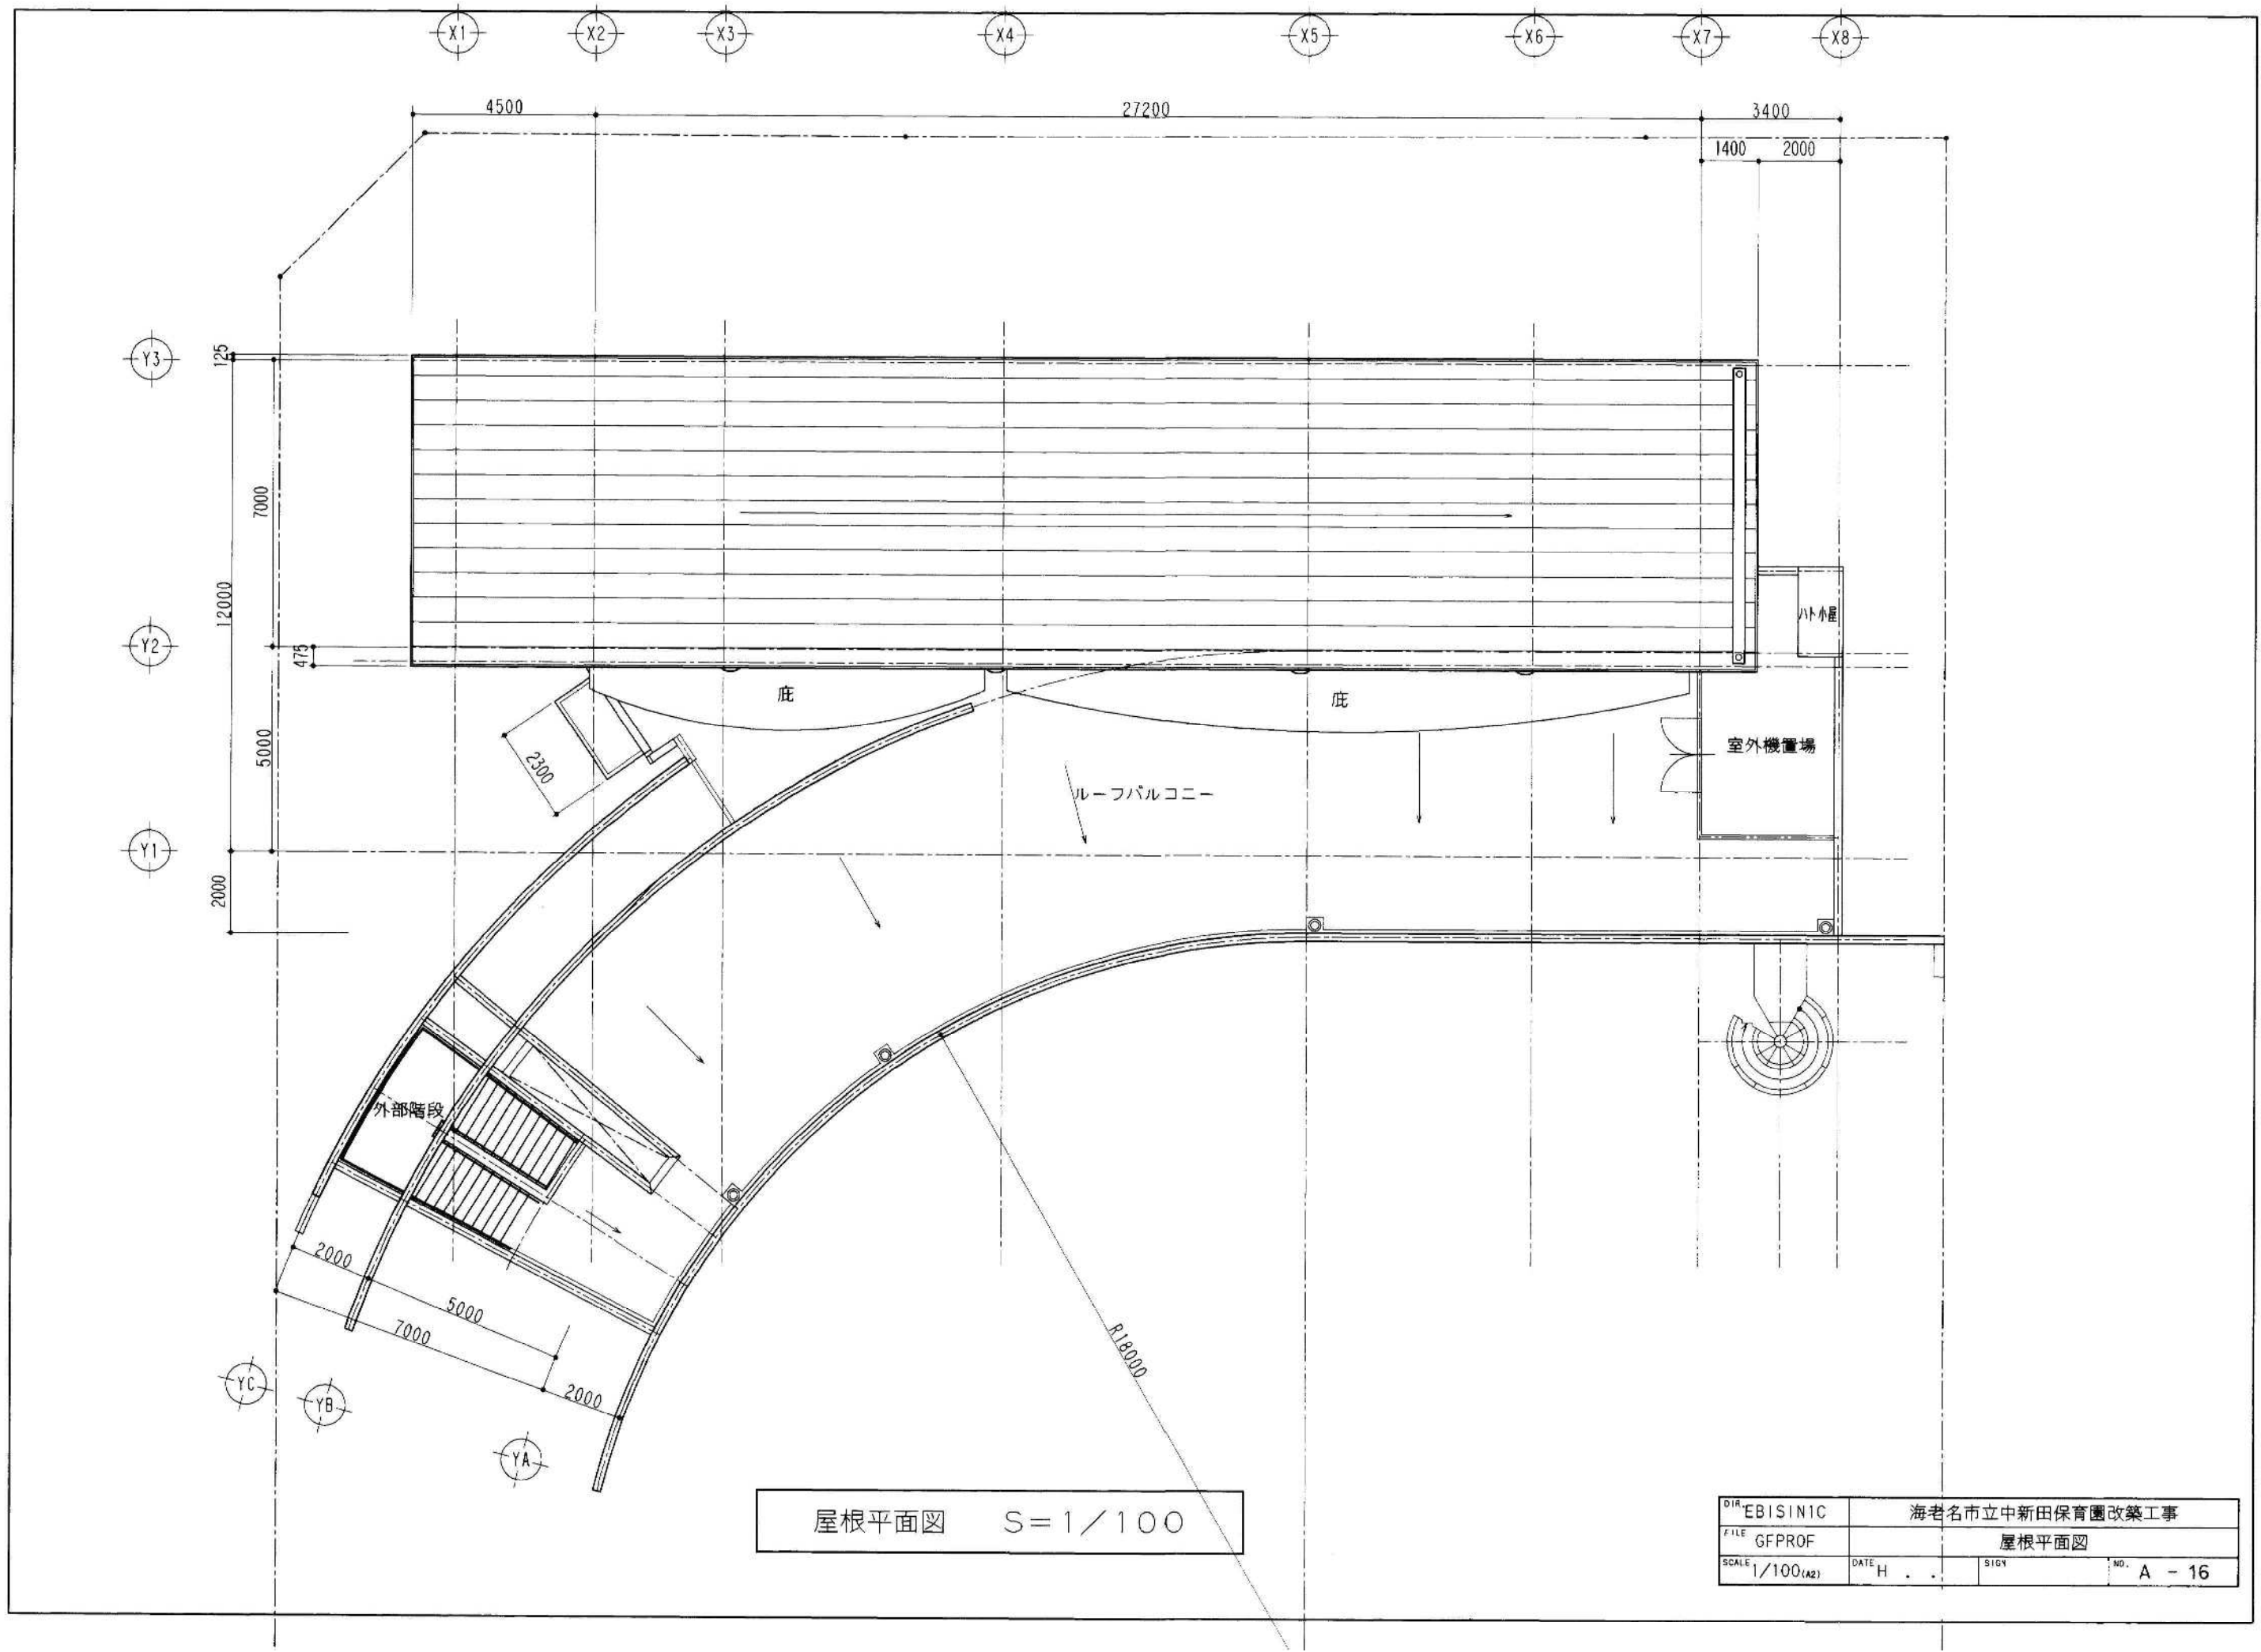 X1
X2
X3
X4
X5
X6
X7
X8
4500
27200
3400
1400
2000
Y3
125
7000
12000
Y2
475
ハト小屋
庇
庇
2300
室外機置場
5000
ルーフバルコニー
Y1
2000
外部階段
2000
5000
7000
2000
R18000
YC
YB
YA
屋根平面図 S=1/100
DIR. EBISIN1C 海老名市立中新田保育園改築工事
FILE GFPROF 屋根平面図
SCALE 1/100(A2) DATE H . . SIGN NO. A - 16